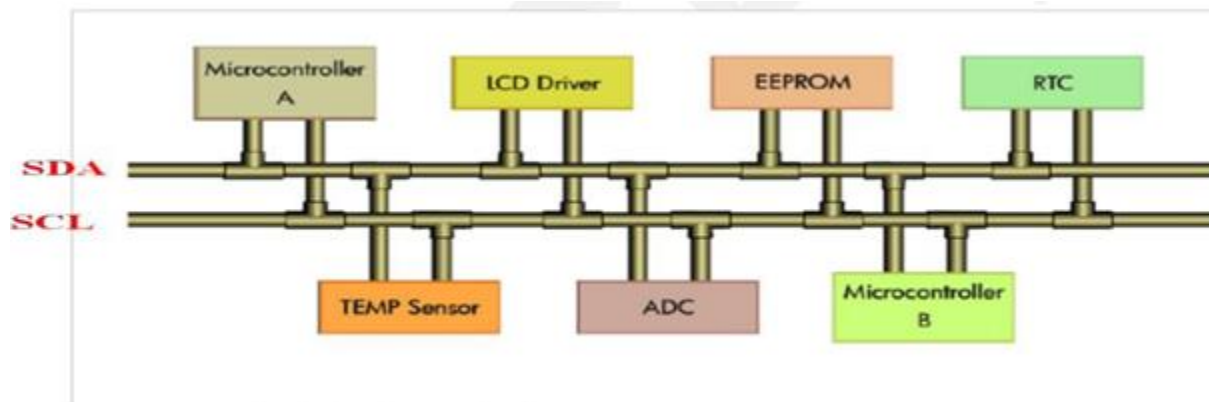 Microcontroller
A
LCD Driver
EEPROM
RTC
SDA
SCL
TEMP Sensor
ADC
Microcontroller
B